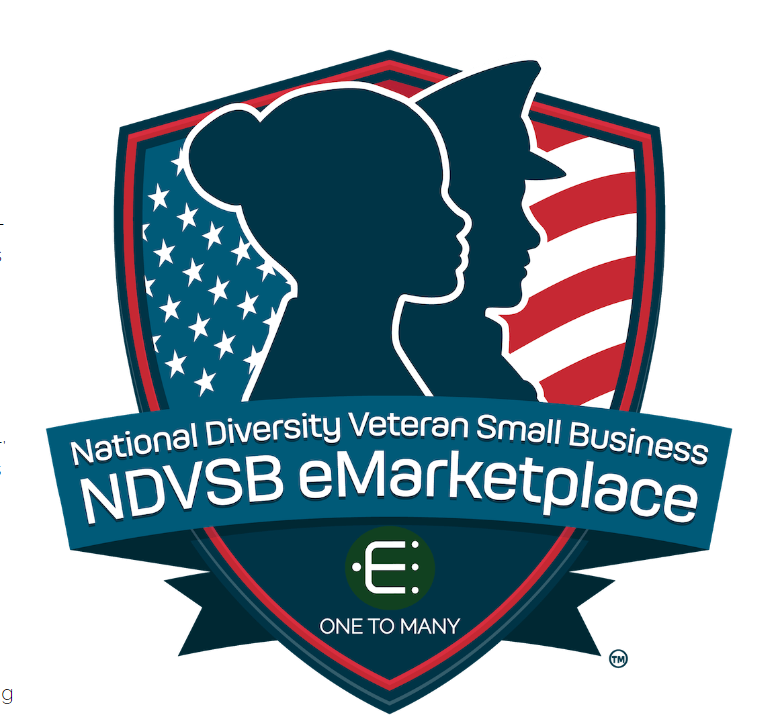 National Diversity Veteran Small Business
NDVSB eMarketplace
E
ONE TO MANY
TM
g